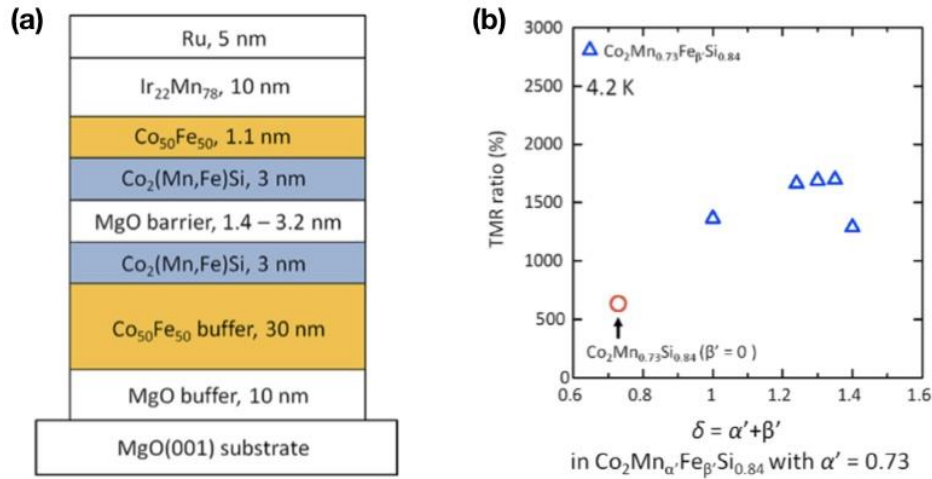 (a)
Ru, 5 nm
Ir₂₂Mn₇₈, 10 nm
Co₅₀Fe₅₀, 1.1 nm
Co₂(Mn,Fe)Si, 3 nm
MgO barrier, 1.4 – 3.2 nm
Co₂(Mn,Fe)Si, 3 nm
Co₅₀Fe₅₀ buffer, 30 nm
MgO buffer, 10 nm
MgO(001) substrate
(b)
3000
2500
2000
1500
1000
500
0
TMR ratio (%)
Co₂Mn₀.₇₃Feβ'Si₀.₈₄
4.2 K
Co₂Mn₀.₇₃Si₀.₈₄ (β' = 0 )
0.6 0.8 1 1.2 1.4 1.6
δ = α'+β'
in Co₂Mnα'Feβ'Si₀.₈₄ with α' = 0.73